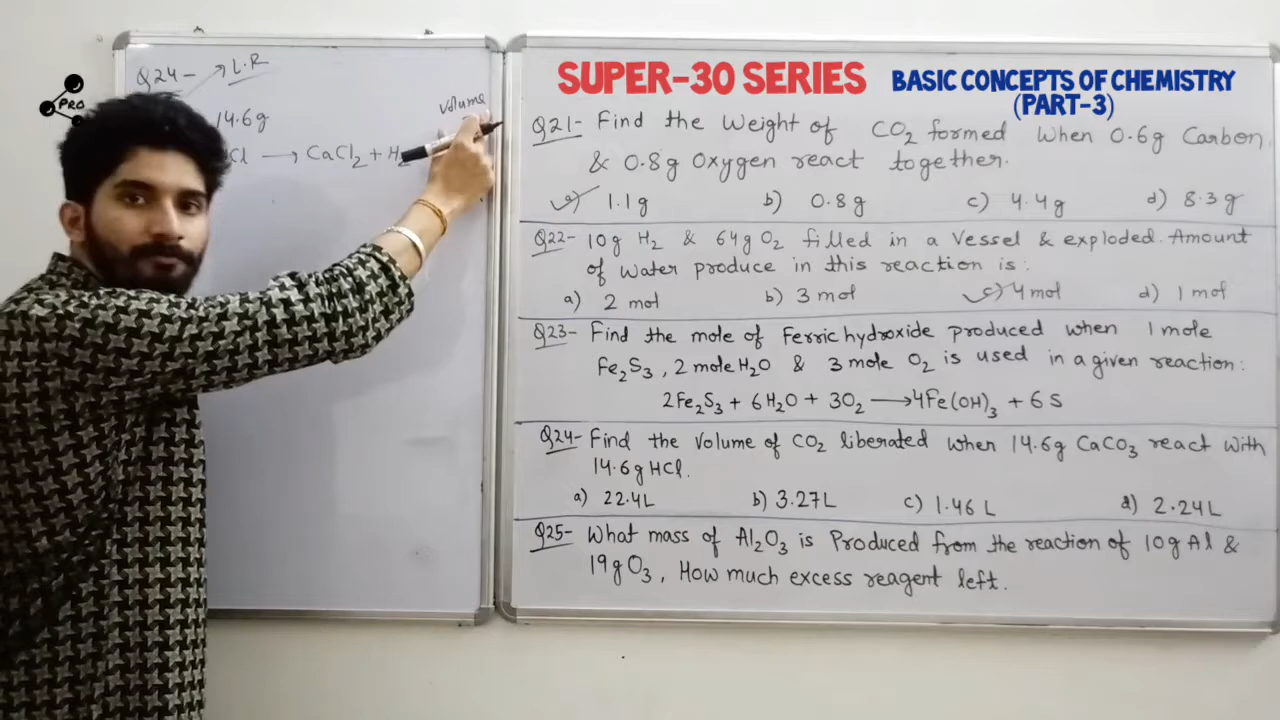 Q24- → L.R
PRO
14.6g
volume
Cl → CaCl₂ + H₂
SUPER-30 SERIES
BASIC CONCEPTS OF CHEMISTRY
(PART-3)
Q21- Find the Weight of CO₂ formed when 0.6g Carbon
& 0.8g Oxygen react together.
a) 1.1g b) 0.8g c) 4.4g d) 8.3g
Q22- 10g H₂ & 64g O₂ filled in a Vessel & exploded. Amount
of water produce in this reaction is:
a) 2 mol b) 3 mol c) 4 mol d) 1 mol
Q23- Find the mole of Ferric hydroxide produced when 1 mole
Fe₂S₃, 2 mole H₂O & 3 mole O₂ is used in a given reaction:
2Fe₂S₃ + 6H₂O + 3O₂ → 4Fe(OH)₃ + 6S
Q24- Find the Volume of CO₂ liberated when 14.6g CaCO₃ react with
14.6g HCl.
a) 22.4L b) 3.27L c) 1.46L d) 2.24L
Q25- What mass of Al₂O₃ is Produced from the reaction of 10g Al &
19g O₃, How much excess reagent left.